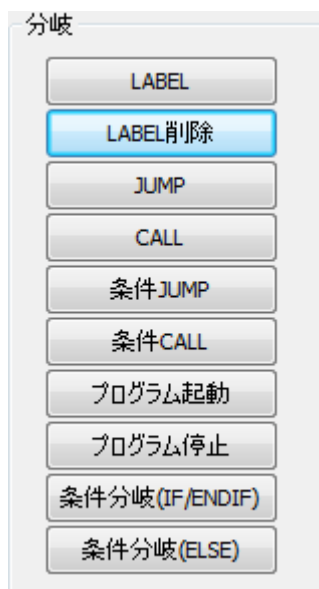 分岐
LABEL
LABEL削除
JUMP
CALL
条件JUMP
条件CALL
プログラム起動
プログラム停止
条件分岐(IF/ENDIF)
条件分岐(ELSE)